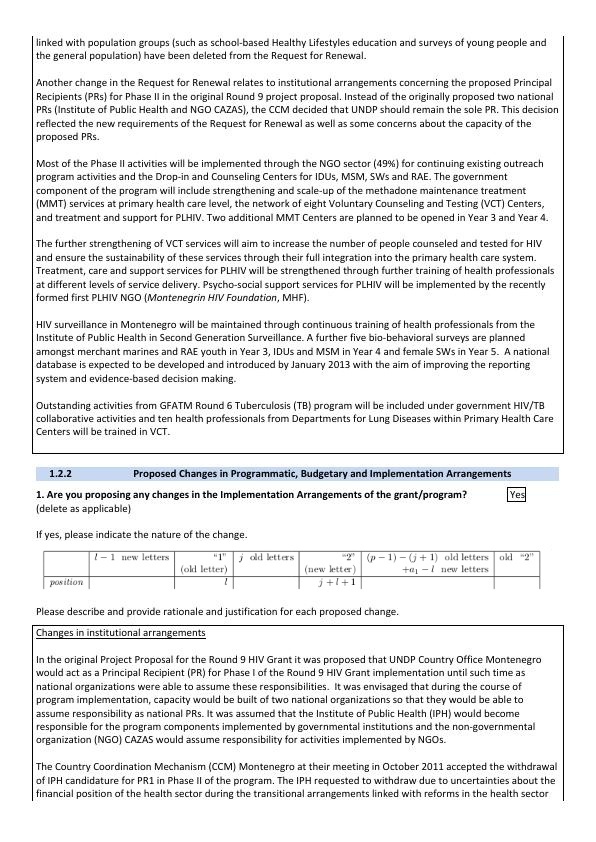 linked with population groups (such as school-based Healthy Lifestyles education and surveys of young people and
the general population) have been deleted from the Request for Renewal.
Another change in the Request for Renewal relates to institutional arrangements concerning the proposed Principal
Recipients (PRs) for Phase II in the original Round 9 project proposal. Instead of the originally proposed two national
PRs (Institute of Public Health and NGO CAZAS), the CCM decided that UNDP should remain the sole PR. This decision
reflected the new requirements of the Request for Renewal as well as some concerns about the capacity of the
proposed PRs.
Most of the Phase II activities will be implemented through the NGO sector (49%) for continuing existing outreach
program activities and the Drop-in and Counseling Centers for IDUs, MSM, SWs and RAE. The government
component of the program will include strengthening and scale-up of the methadone maintenance treatment
(MMT) services at primary health care level, the network of eight Voluntary Counseling and Testing (VCT) Centers,
and treatment and support for PLHIV. Two additional MMT Centers are planned to be opened in Year 3 and Year 4.
The further strengthening of VCT services will aim to increase the number of people counseled and tested for HIV
and ensure the sustainability of these services through their full integration into the primary health care system.
Treatment, care and support services for PLHIV will be strengthened through further training of health professionals
at different levels of service delivery. Psycho-social support services for PLHIV will be implemented by the recently
formed first PLHIV NGO (Montenegrin HIV Foundation, MHF).
HIV surveillance in Montenegro will be maintained through continuous training of health professionals from the
Institute of Public Health in Second Generation Surveillance. A further five bio-behavioral surveys are planned
amongst merchant marines and RAE youth in Year 3, IDUs and MSM in Year 4 and female SWs in Year 5. A national
database is expected to be developed and introduced by January 2013 with the aim of improving the reporting
system and evidence-based decision making.
Outstanding activities from GFATM Round 6 Tuberculosis (TB) program will be included under government HIV/TB
collaborative activities and ten health professionals from Departments for Lung Diseases within Primary Health Care
Centers will be trained in VCT.
1.2.2 Proposed Changes in Programmatic, Budgetary and Implementation Arrangements
1. Are you proposing any changes in the Implementation Arrangements of the grant/program? Yes
(delete as applicable)
If yes, please indicate the nature of the change.
l − 1 new letters "1" j old letters "2" (p − 1) − (j + 1) old letters old "2"
(old letter) (new letter) +a₁ − l new letters
position l j + l + 1
Please describe and provide rationale and justification for each proposed change.
Changes in institutional arrangements
In the original Project Proposal for the Round 9 HIV Grant it was proposed that UNDP Country Office Montenegro
would act as a Principal Recipient (PR) for Phase I of the Round 9 HIV Grant implementation until such time as
national organizations were able to assume these responsibilities. It was envisaged that during the course of
program implementation, capacity would be built of two national organizations so that they would be able to
assume responsibility as national PRs. It was assumed that the Institute of Public Health (IPH) would become
responsible for the program components implemented by governmental institutions and the non-governmental
organization (NGO) CAZAS would assume responsibility for activities implemented by NGOs.
The Country Coordination Mechanism (CCM) Montenegro at their meeting in October 2011 accepted the withdrawal
of IPH candidature for PR1 in Phase II of the program. The IPH requested to withdraw due to uncertainties about the
financial position of the health sector during the transitional arrangements linked with reforms in the health sector